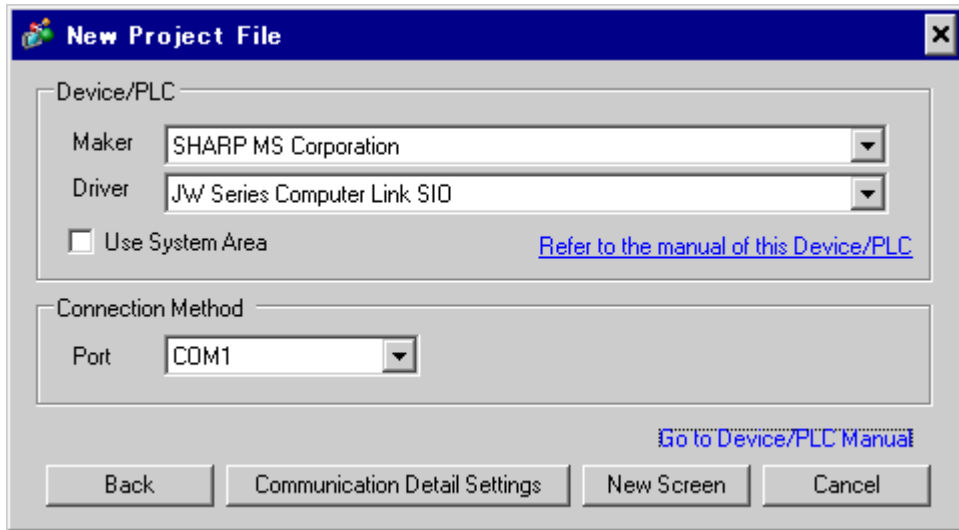 New Project File
Device/PLC
Maker SHARP MS Corporation
Driver JW Series Computer Link SIO
Use System Area Refer to the manual of this Device/PLC
Connection Method
Port COM1
Go to Device/PLC Manual
Back Communication Detail Settings New Screen Cancel